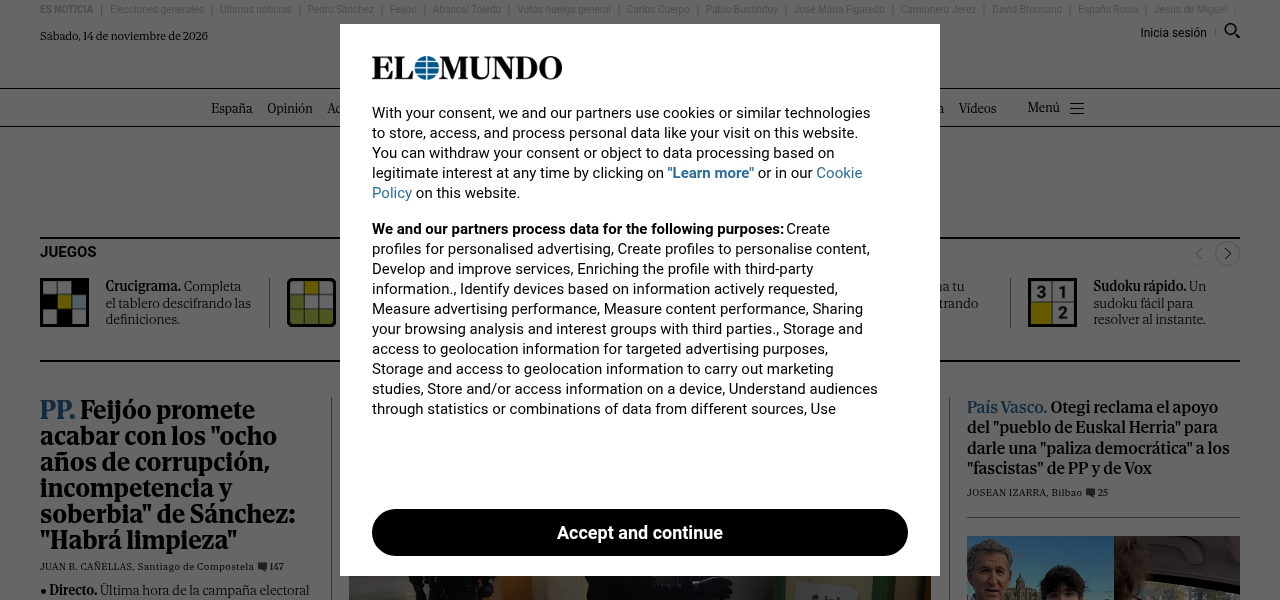 ES NOTICIA | Elecciones generales | Últimas noticias | Pedro Sánchez | Feijóo | Abascal Toledo | Votos huelga general | Carlos Cuerpo | Pablo Bustinduy | José María Figaredo | Camionero Jerez | David Broncano | España Rusia | Jesús de Miguel
Sábado, 14 de noviembre de 2026
Inicia sesión
España Opinión
Vídeos Menú
EL MUNDO
With your consent, we and our partners use cookies or similar technologies
to store, access, and process personal data like your visit on this website.
You can withdraw your consent or object to data processing based on
legitimate interest at any time by clicking on "Learn more" or in our Cookie
Policy on this website.
We and our partners process data for the following purposes: Create
profiles for personalised advertising, Create profiles to personalise content,
Develop and improve services, Enriching the profile with third-party
information., Identify devices based on information actively requested,
Measure advertising performance, Measure content performance, Sharing
your browsing analysis and interest groups with third parties., Storage and
access to geolocation information for targeted advertising purposes,
Storage and access to geolocation information to carry out marketing
studies, Store and/or access information on a device, Understand audiences
through statistics or combinations of data from different sources, Use
Accept and continue
JUEGOS
Crucigrama. Completa
el tablero descifrando las
definiciones.
na tu
trando
3 1
2
Sudoku rápido. Un
sudoku fácil para
resolver al instante.
PP. Feijóo promete
acabar con los "ocho
años de corrupción,
incompetencia y
soberbia" de Sánchez:
"Habrá limpieza"
JUAN B. CAÑELLAS, Santiago de Compostela 147
• Directo. Última hora de la campaña electoral
País Vasco. Otegi reclama el apoyo
del "pueblo de Euskal Herria" para
darle una "paliza democrática" a los
"fascistas" de PP y de Vox
JOSEAN IZARRA, Bilbao 25